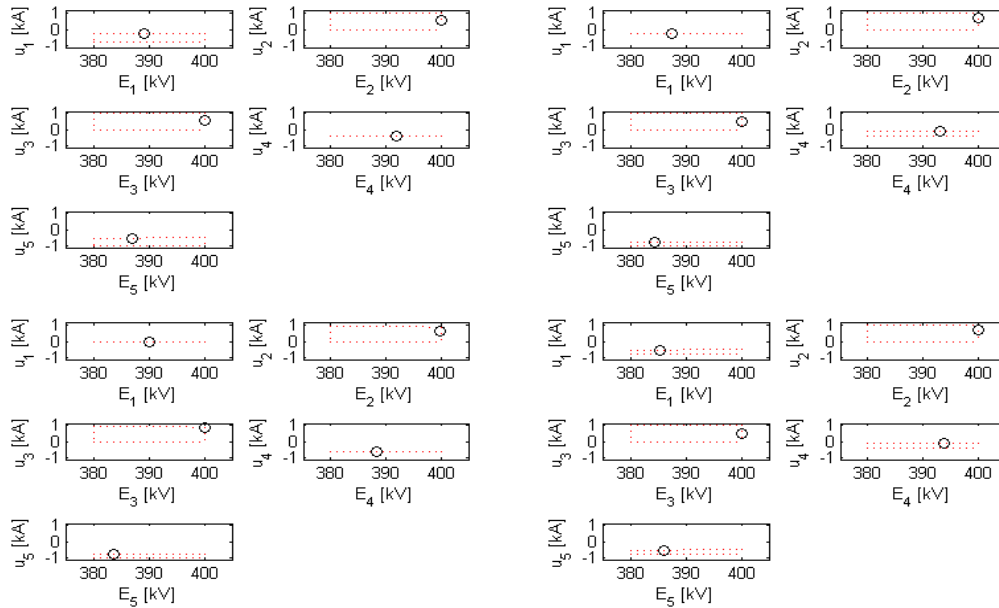 u1 [kA] 1 0 -1 380 390 400 E1 [kV]
u2 [kA] 1 0 -1 380 390 400 E2 [kV]
u1 [kA] 1 0 -1 380 390 400 E1 [kV]
u2 [kA] 1 0 -1 380 390 400 E2 [kV]
u3 [kA] 1 0 -1 380 390 400 E3 [kV]
u4 [kA] 1 0 -1 380 390 400 E4 [kV]
u3 [kA] 1 0 -1 380 390 400 E3 [kV]
u4 [kA] 1 0 -1 380 390 400 E4 [kV]
u5 [kA] 1 0 -1 380 390 400 E5 [kV]
u5 [kA] 1 0 -1 380 390 400 E5 [kV]
u1 [kA] 1 0 -1 380 390 400 E1 [kV]
u2 [kA] 1 0 -1 380 390 400 E2 [kV]
u1 [kA] 1 0 -1 380 390 400 E1 [kV]
u2 [kA] 1 0 -1 380 390 400 E2 [kV]
u3 [kA] 1 0 -1 380 390 400 E3 [kV]
u4 [kA] 1 0 -1 380 390 400 E4 [kV]
u3 [kA] 1 0 -1 380 390 400 E3 [kV]
u4 [kA] 1 0 -1 380 390 400 E4 [kV]
u5 [kA] 1 0 -1 380 390 400 E5 [kV]
u5 [kA] 1 0 -1 380 390 400 E5 [kV]